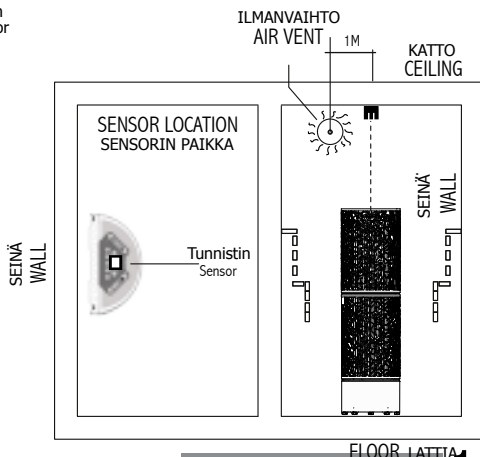 ILMANVAIHTO
AIR VENT
1M
KATTO
CEILING
SENSOR LOCATION
SENSORIN PAIKKA
SEINÄ
WALL
Tunnistin
Sensor
SEINÄ
WALL
FLOOR LATTIA